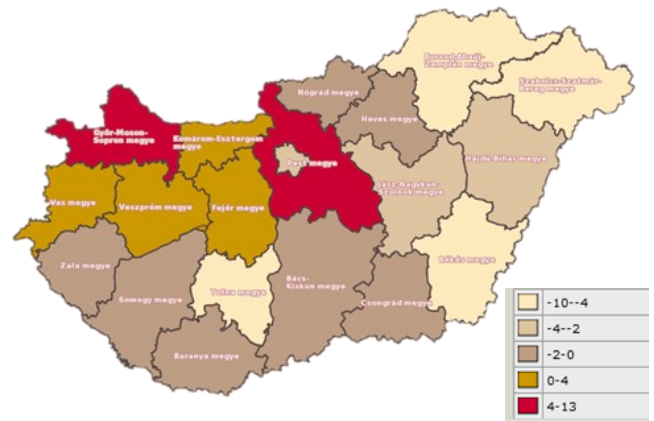 Borsod-Abaúj-
Zemplén megye
Szabolcs-Szatmár-
Bereg megye
Nógrád megye
Heves megye
Győr-Moson-
Sopron megye
Komárom-Esztergom
megye
Pest megye
Hajdú-Bihar megye
Jász-Nagykun-
Szolnok megye
Vas megye
Veszprém megye
Fejér megye
Békés megye
Zala megye
Somogy megye
Tolna megye
Bács-
Kiskun megye
Csongrád megye
Baranya megye
-10--4
-4--2
-2-0
0-4
4-13